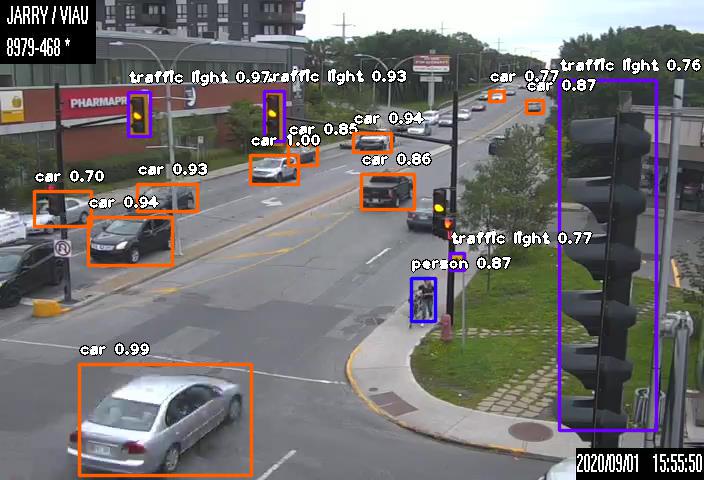 JARRY / VIAU
8979-468 *
traffic light 0.97
traffic light 0.93
car 0.77
traffic light 0.76
car 0.87
PHARMAPR
car 0.85
car 0.94
car 1.00
car 0.86
car 0.70
car 0.93
car 0.94
traffic light 0.77
person 0.87
car 0.99
2020/09/01 15:55:50